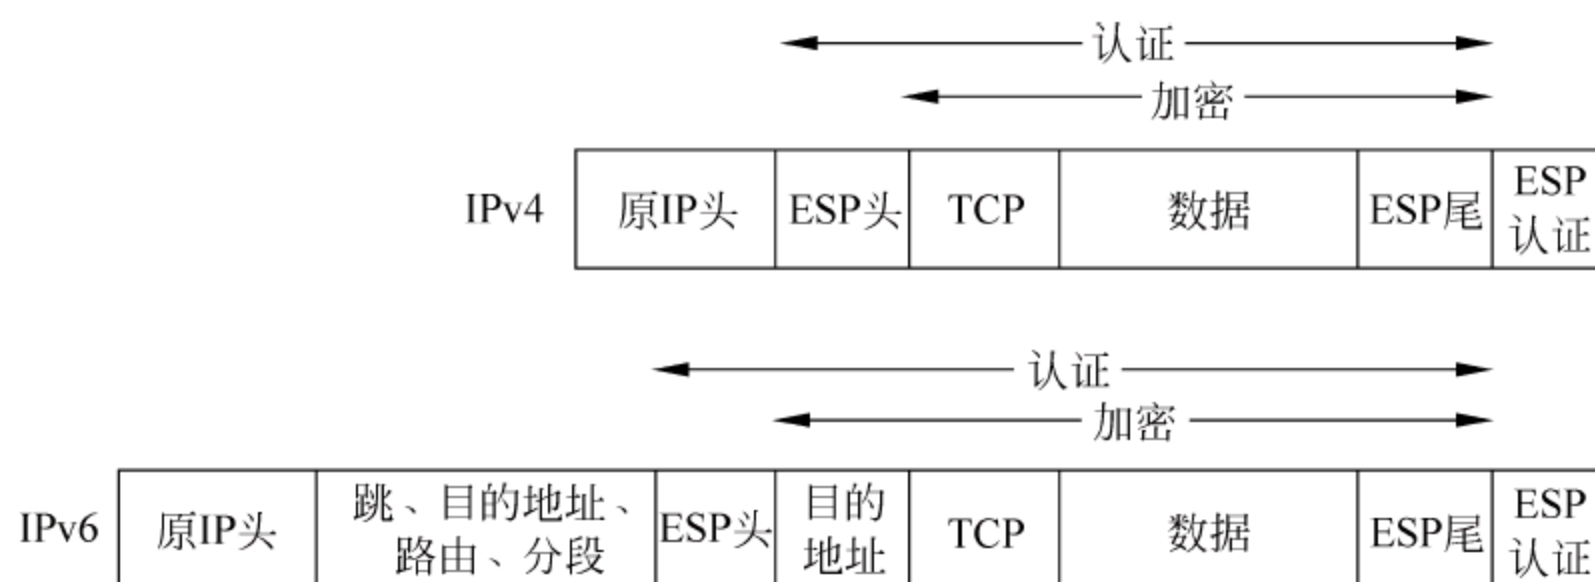 认证
加密
IPv4 原IP头 ESP头 TCP 数据 ESP尾 ESP
认证
认证
加密
IPv6 原IP头 跳、目的地址、 ESP头 目的 TCP 数据 ESP尾 ESP
路由、分段 地址 认证